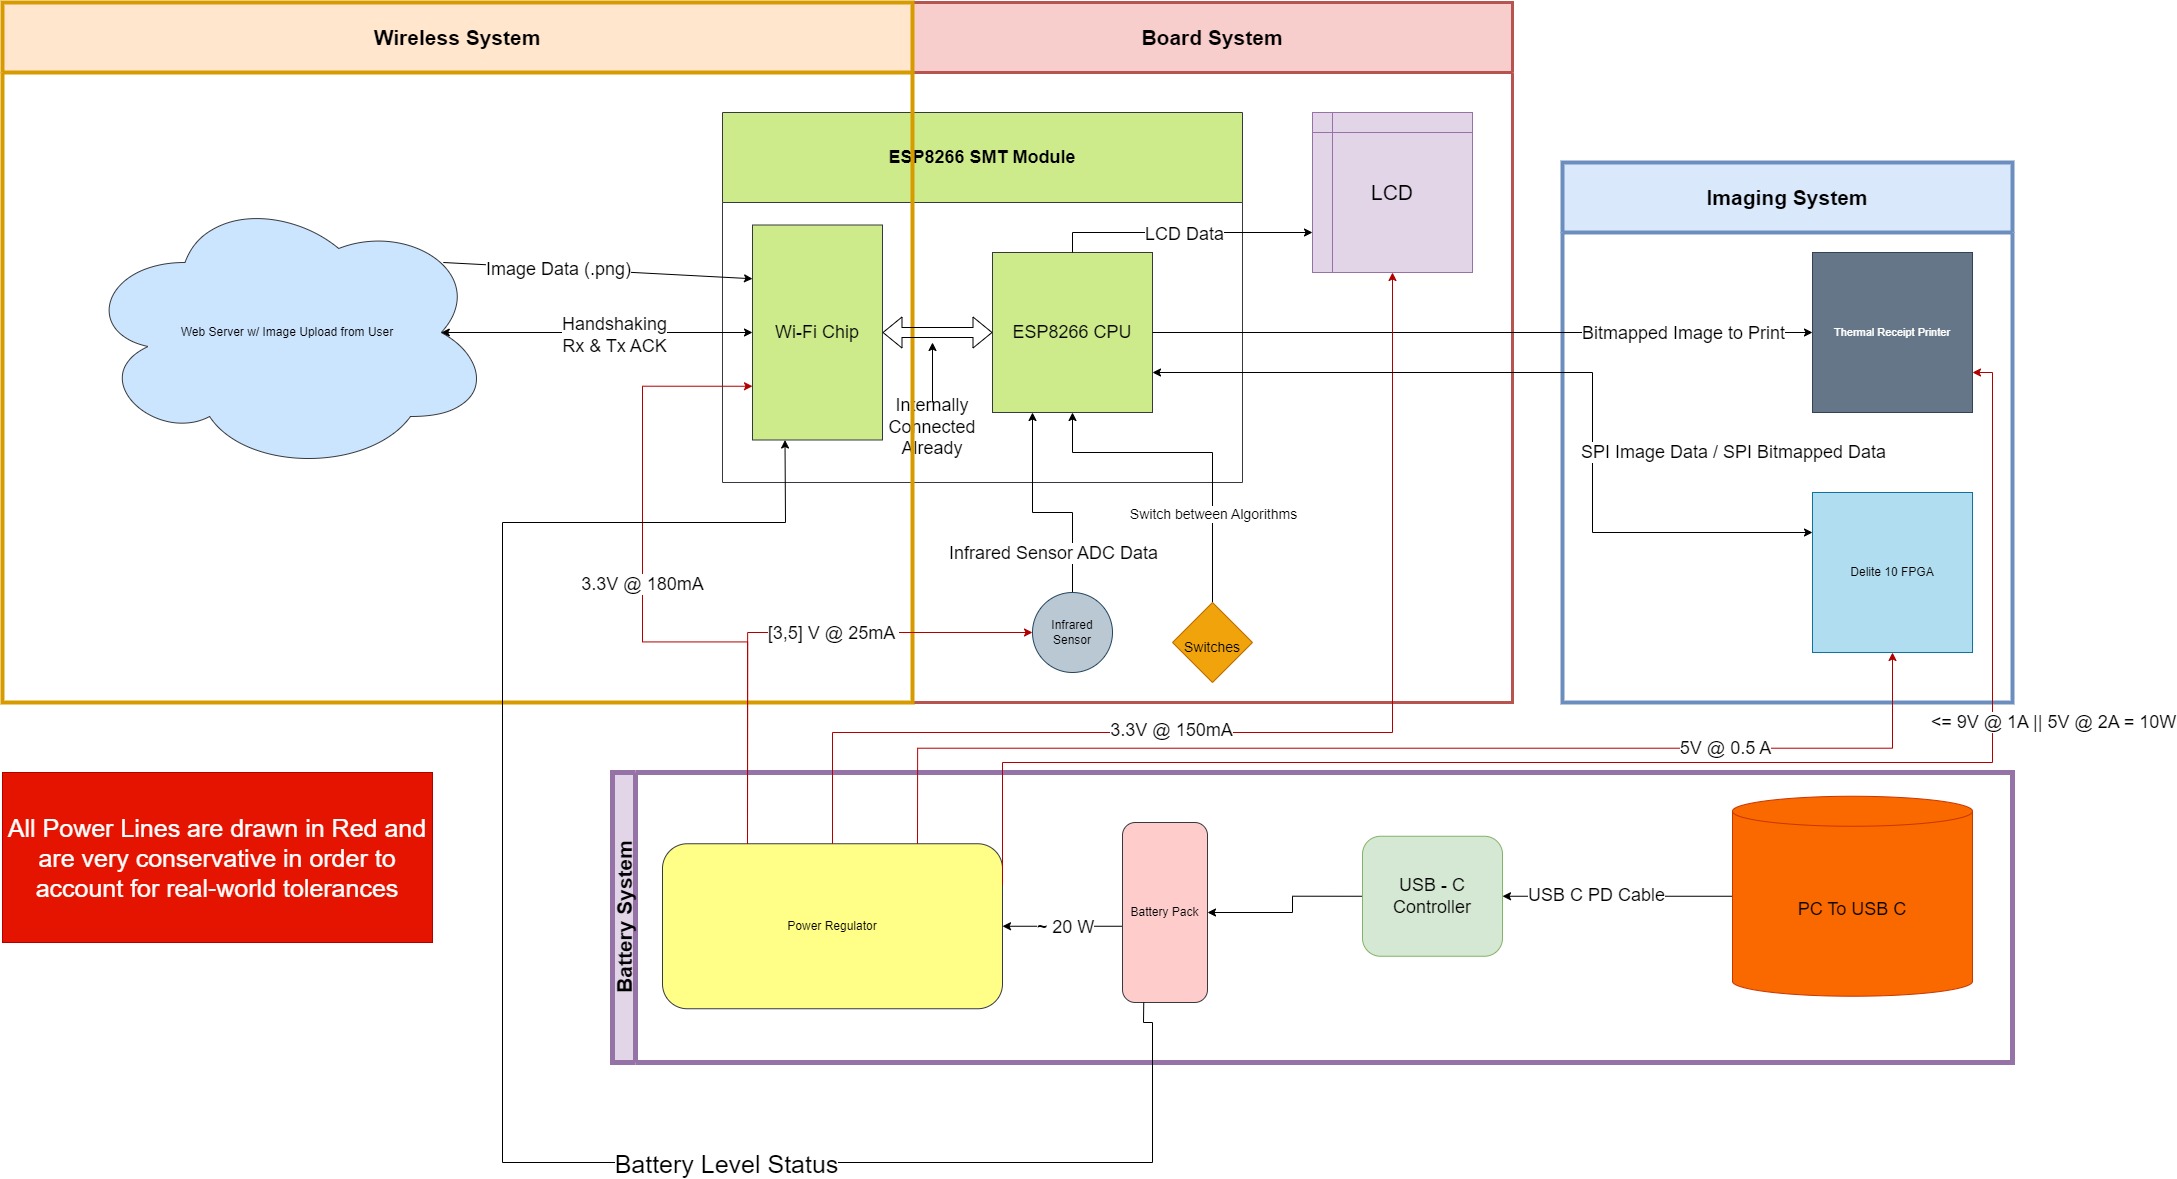 Wireless System
Board System
ESP8266 SMT Module
LCD
Imaging System
LCD Data
Image Data (.png)
Web Server w/ Image Upload from User
Handshaking
Rx & Tx ACK
Wi-Fi Chip
ESP8266 CPU
Bitmapped Image to Print
Thermal Receipt Printer
Internally
Connected
Already
SPI Image Data / SPI Bitmapped Data
Switch between Algorithms
Infrared Sensor ADC Data
Delite 10 FPGA
3.3V @ 180mA
[3,5] V @ 25mA
Infrared
Sensor
Switches
<= 9V @ 1A || 5V @ 2A = 10W
3.3V @ 150mA
5V @ 0.5 A
All Power Lines are drawn in Red and
are very conservative in order to
account for real-world tolerances
Battery System
Power Regulator
~ 20 W
Battery Pack
USB - C
Controller
USB C PD Cable
PC To USB C
Battery Level Status